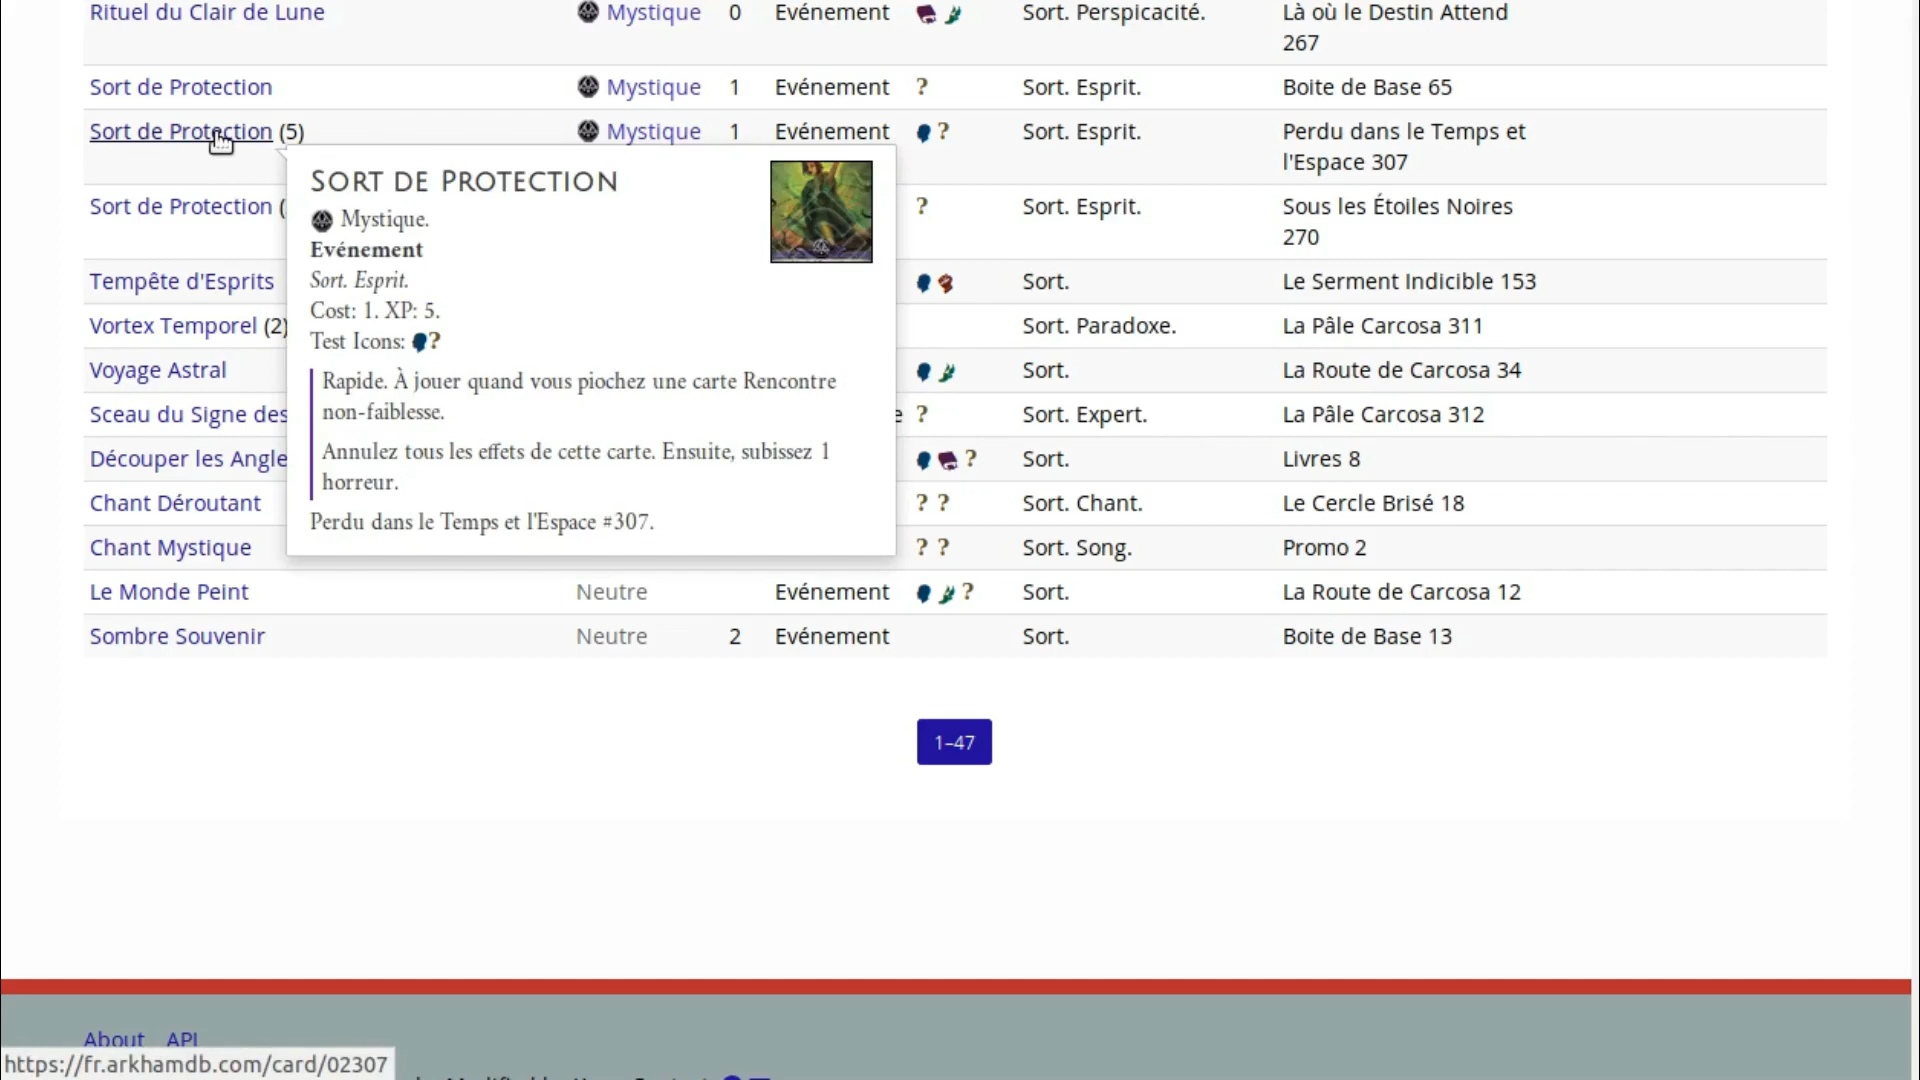 Rituel du Clair de Lune Mystique 0 Evénement Sort. Perspicacité. Là où le Destin Attend
267
Sort de Protection Mystique 1 Evénement ? Sort. Esprit. Boite de Base 65
Sort de Protection (5) Mystique 1 Evénement ? Sort. Esprit. Perdu dans le Temps et
l'Espace 307
Sort de Protection ( ? Sort. Esprit. Sous les Étoiles Noires
270
Tempête d'Esprits Sort. Le Serment Indicible 153
Vortex Temporel (2) Sort. Paradoxe. La Pâle Carcosa 311
Voyage Astral Sort. La Route de Carcosa 34
Sceau du Signe des e ? Sort. Expert. La Pâle Carcosa 312
Découper les Angle ? Sort. Livres 8
Chant Déroutant ? ? Sort. Chant. Le Cercle Brisé 18
Chant Mystique ? ? Sort. Song. Promo 2
Le Monde Peint Neutre Evénement ? Sort. La Route de Carcosa 12
Sombre Souvenir Neutre 2 Evénement Sort. Boite de Base 13
Sort de Protection
Mystique.
Evénement
Sort. Esprit.
Cost: 1. XP: 5.
Test Icons: ?
Rapide. À jouer quand vous piochez une carte Rencontre
non-faiblesse.
Annulez tous les effets de cette carte. Ensuite, subissez 1
horreur.
Perdu dans le Temps et l'Espace #307.
1–47
About API
https://fr.arkhamdb.com/card/02307